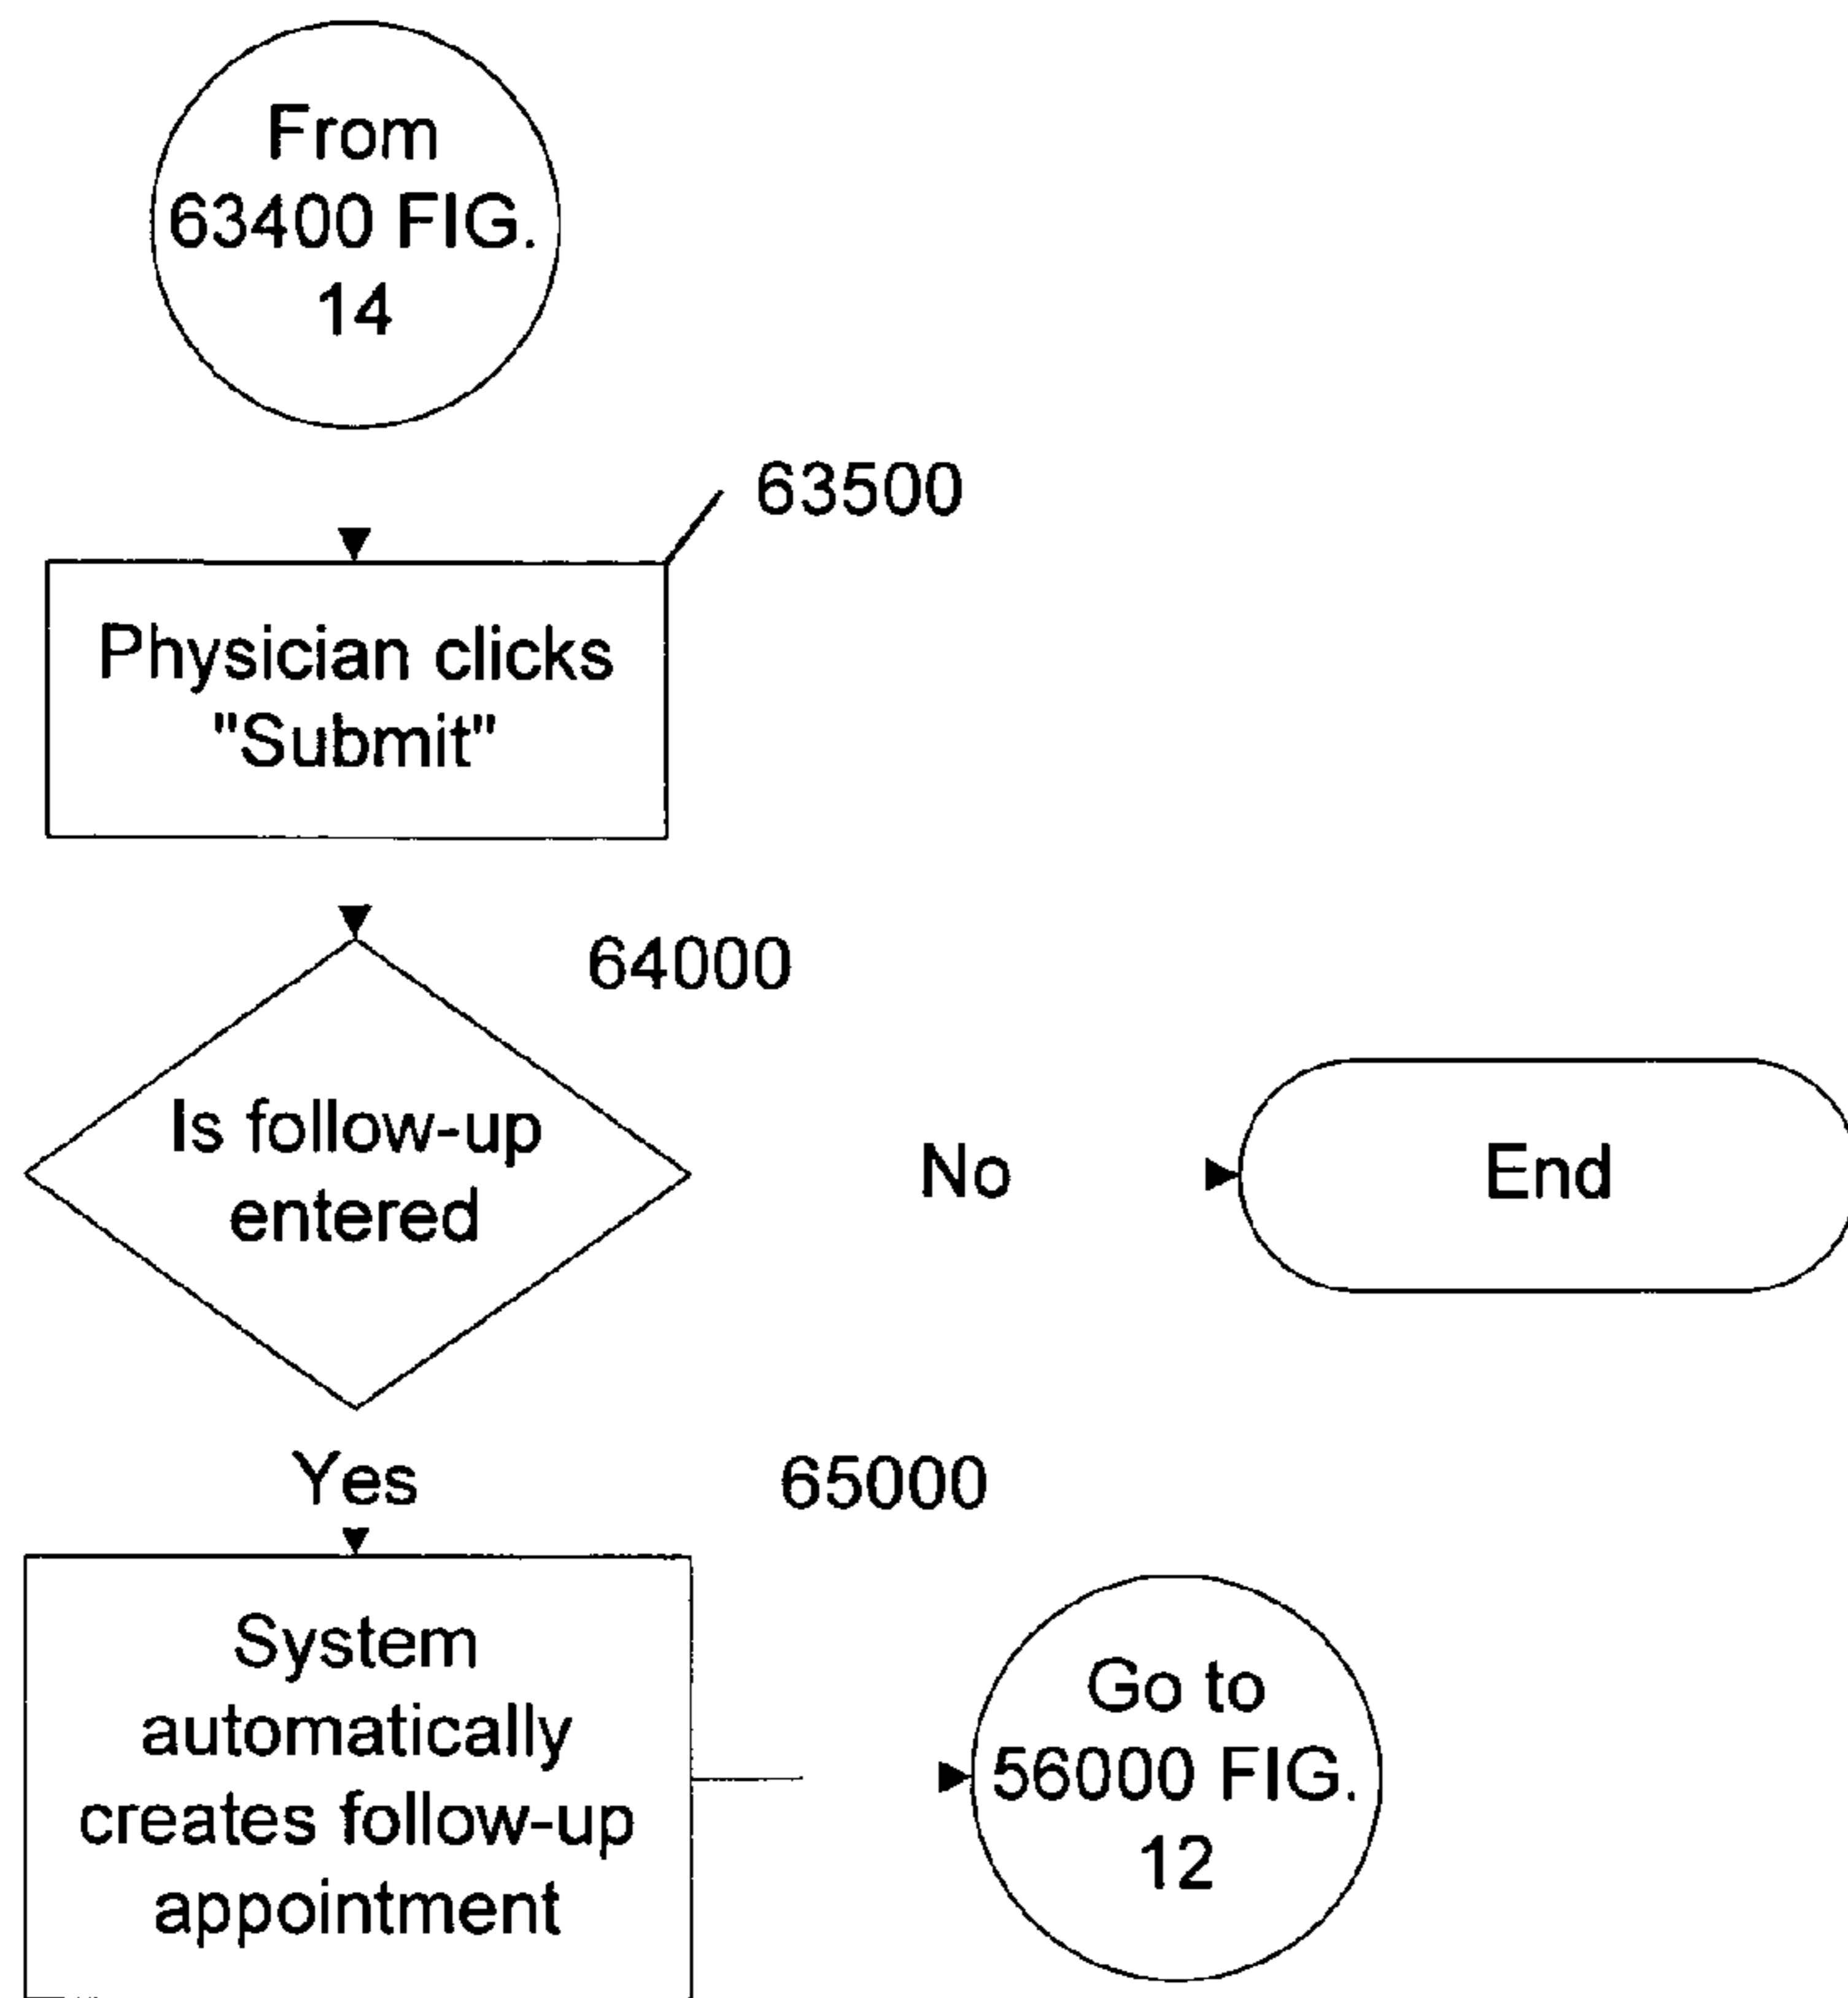 From
63400 FIG.
14
63500
Physician clicks
"Submit"
64000
Is follow-up
entered
No
End
Yes
65000
System
automatically
creates follow-up
appointment
Go to
56000 FIG.
12